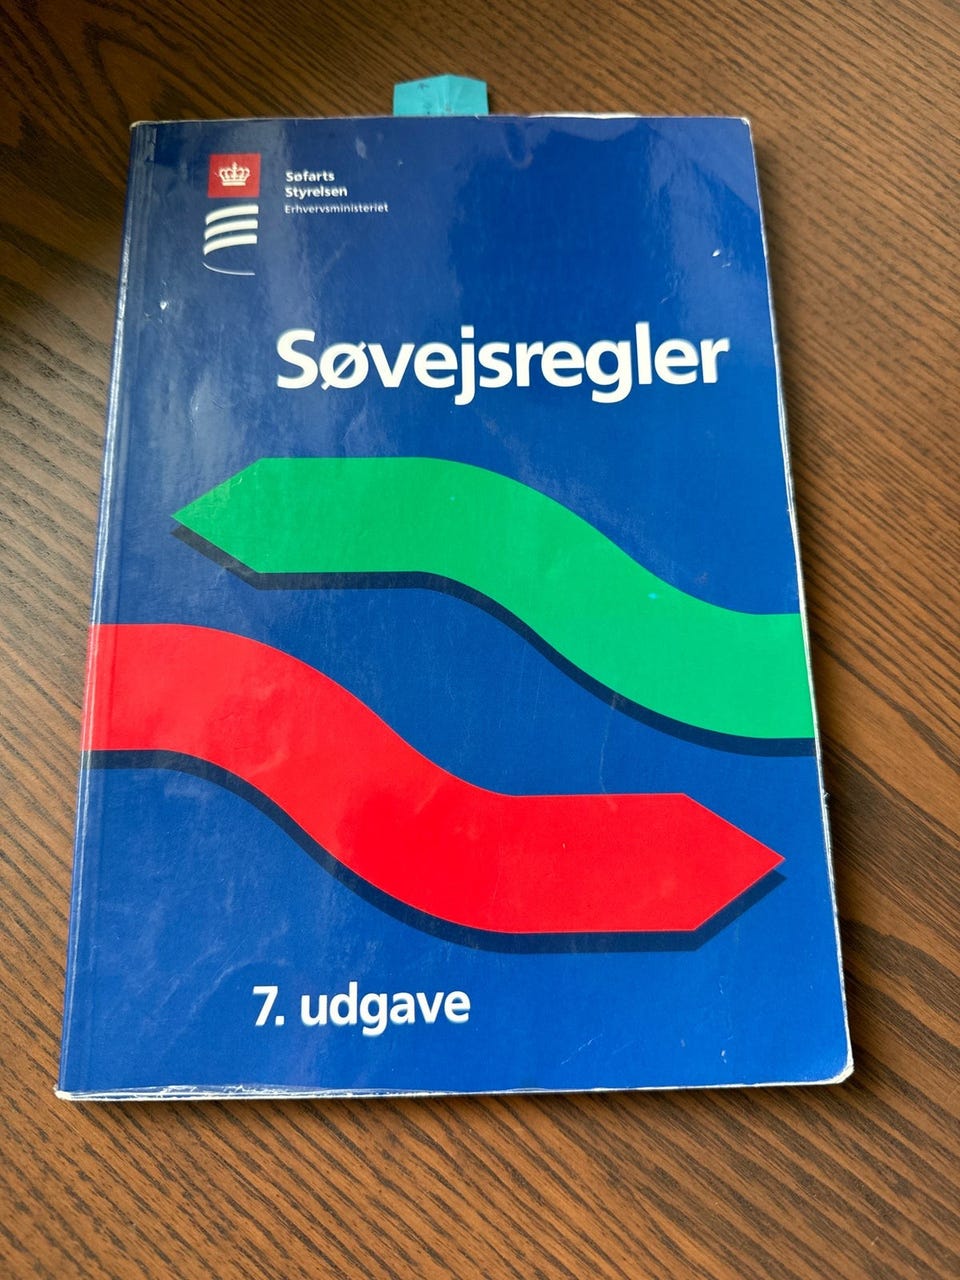 Søfarts
Styrelsen
Erhvervsministeriet
Søvejsregler
7. udgave